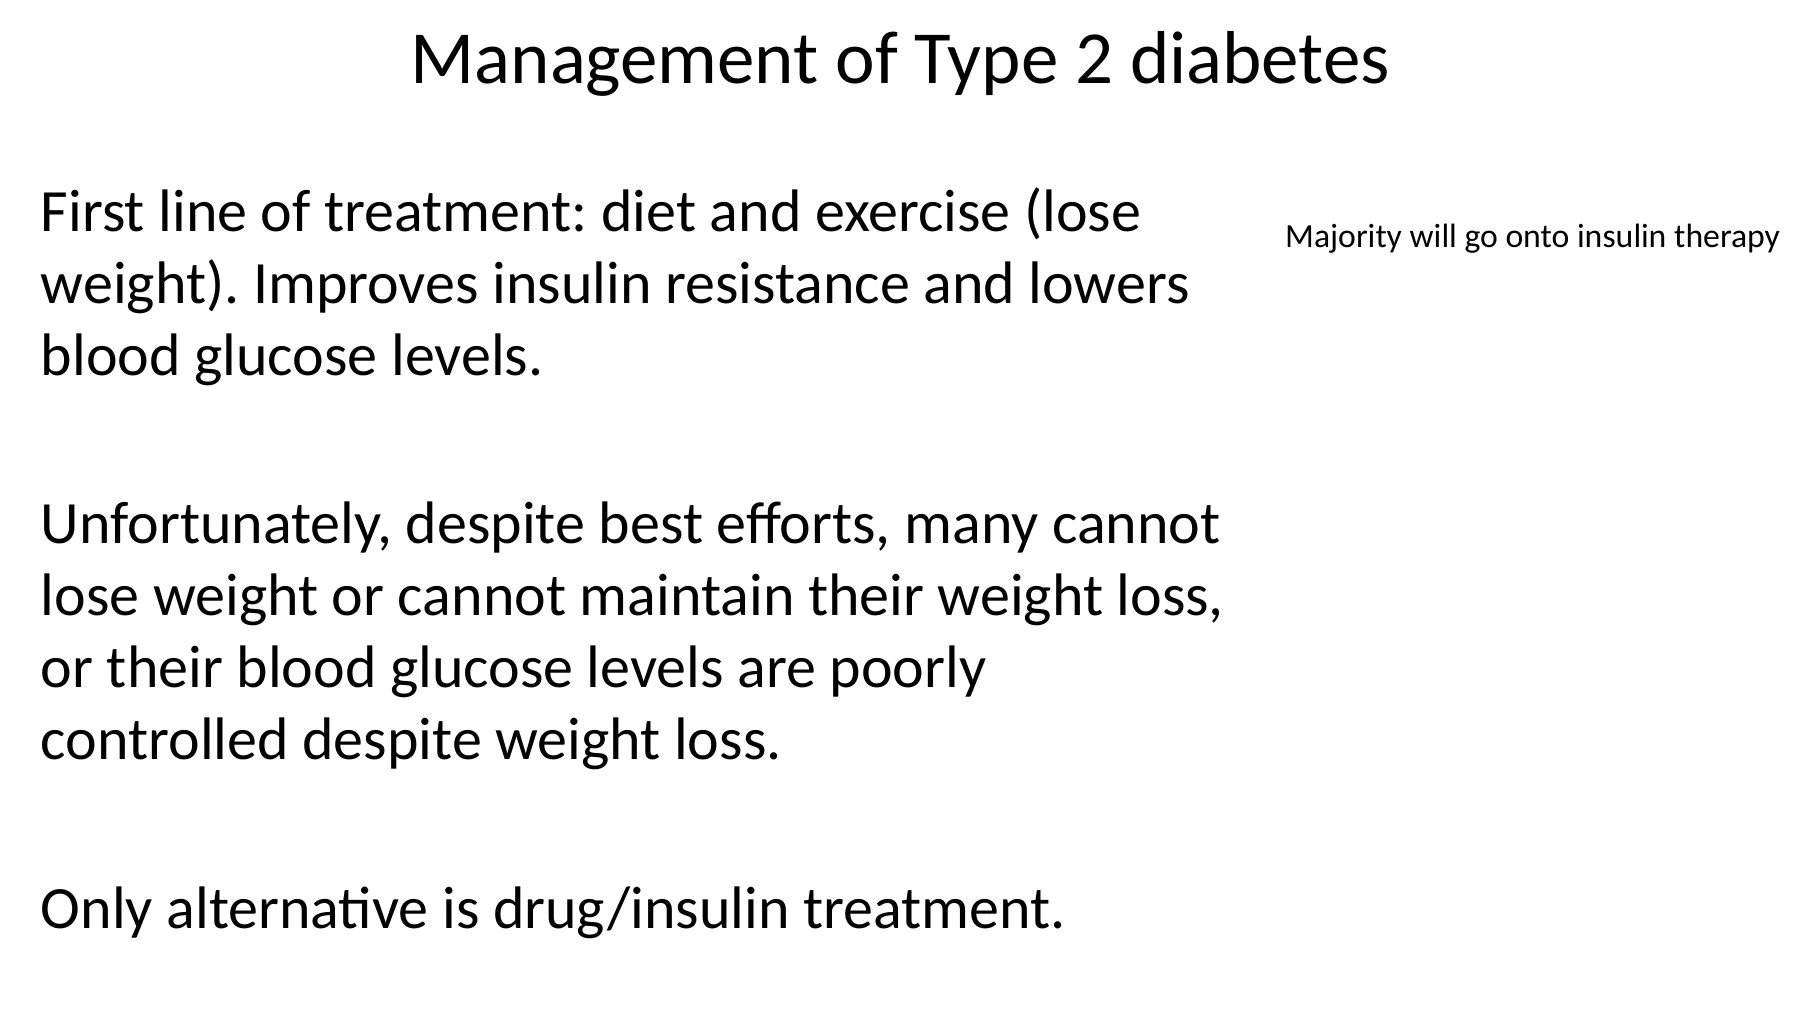 Management of Type 2 diabetes
First line of treatment: diet and exercise (lose
weight). Improves insulin resistance and lowers
blood glucose levels.
Majority will go onto insulin therapy
Unfortunately, despite best efforts, many cannot
lose weight or cannot maintain their weight loss,
or their blood glucose levels are poorly
controlled despite weight loss.
Only alternative is drug/insulin treatment.